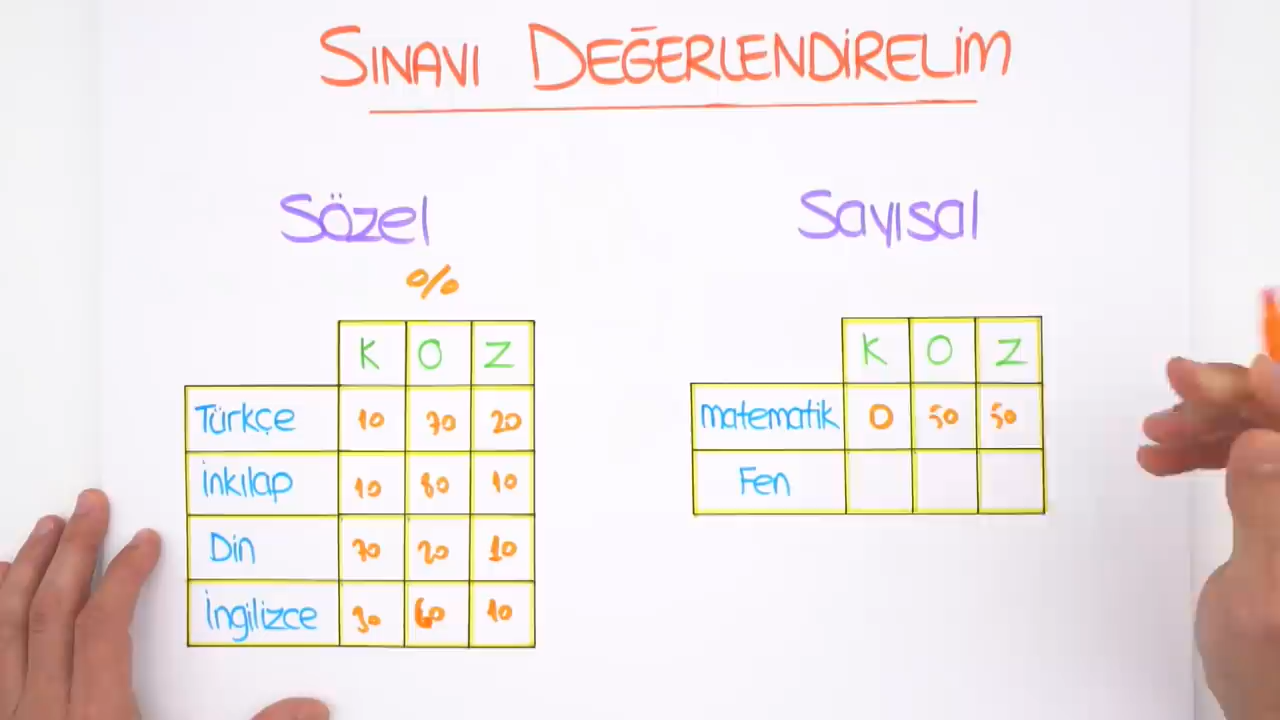 SINAVI DEĞERLENDİRELİM
Sözel
%
K O Z
Türkçe 10 70 20
İnkılap 10 80 10
Din 70 20 10
İngilizce 30 60 10
Sayısal
K O Z
matematik 0 50 50
Fen